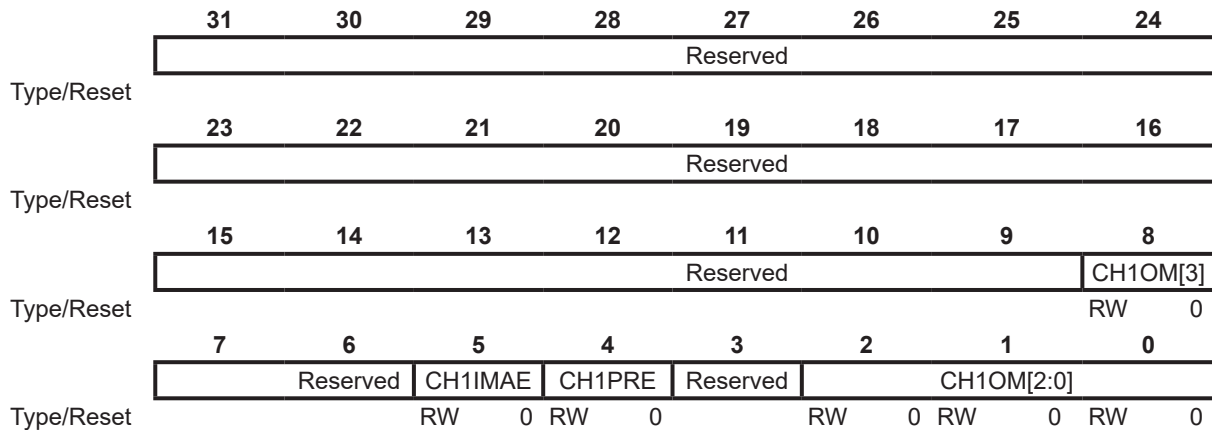 31 30 29 28 27 26 25 24
Reserved
Type/Reset
23 22 21 20 19 18 17 16
Reserved
Type/Reset
15 14 13 12 11 10 9 8
Reserved CH1OM[3]
Type/Reset RW 0
7 6 5 4 3 2 1 0
Reserved CH1IMAE CH1PRE Reserved CH1OM[2:0]
Type/Reset RW 0 RW 0 RW 0 RW 0 RW 0